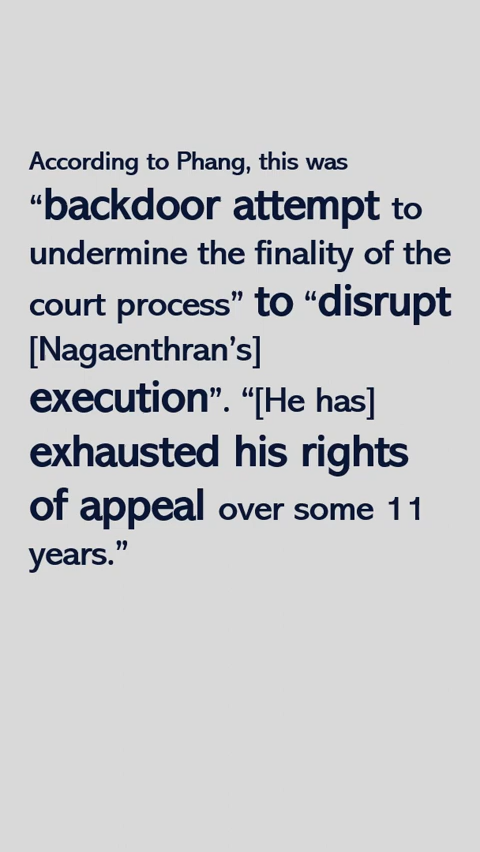 According to Phang, this was
“backdoor attempt to
undermine the finality of the
court process” to “disrupt
[Nagaenthran’s]
execution”. “[He has]
exhausted his rights
of appeal over some 11
years.”